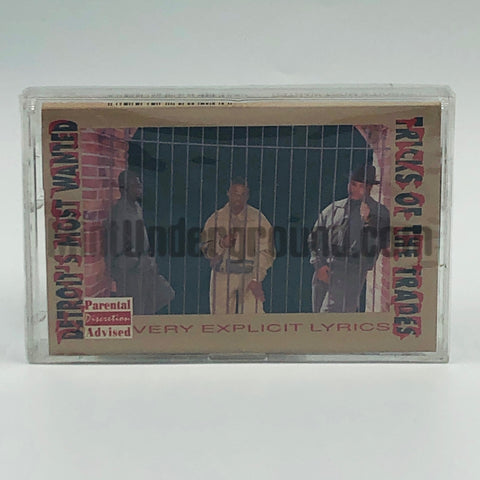 DETROIT'S MOST WANTED
TRICKS OF THE TRADES
Parental
Discretion
Advised
VERY EXPLICIT LYRICS